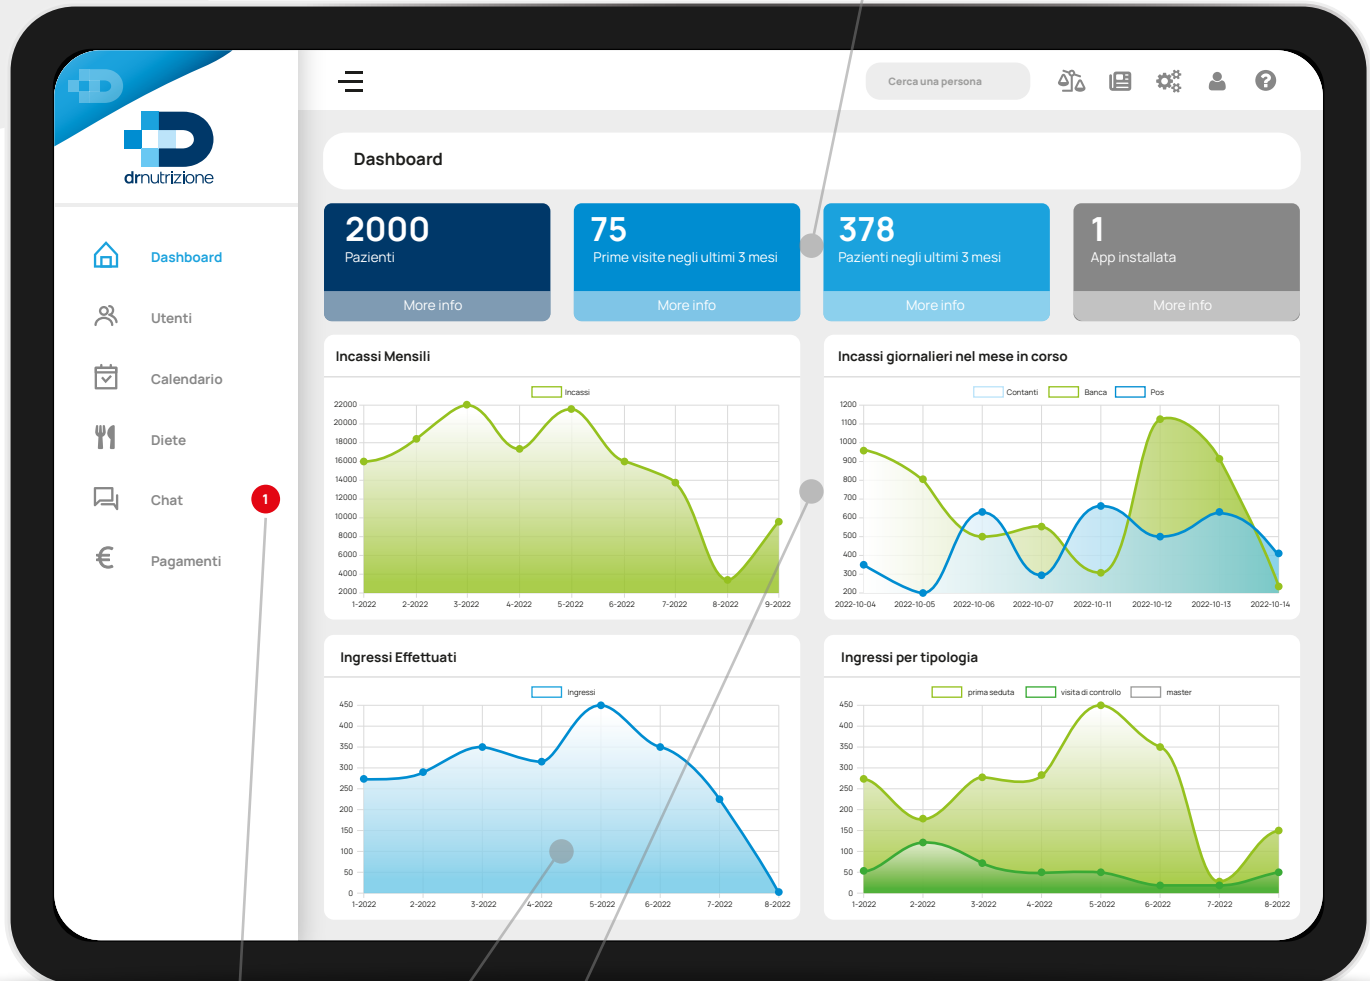 drnutrizione
Cerca una persona
Dashboard
Dashboard
Utenti
Calendario
Diete
Chat
1
€
Pagamenti
2000
Pazienti
More info
75
Prime visite negli ultimi 3 mesi
More info
378
Pazienti negli ultimi 3 mesi
More info
1
App installata
More info
Incassi Mensili
Incassi
22000
20000
18000
16000
14000
12000
10000
8000
6000
4000
2000
1-2022 2-2022 3-2022 4-2022 5-2022 6-2022 7-2022 8-2022 9-2022
Incassi giornalieri nel mese in corso
Contanti Banca Pos
1200
1100
1000
900
800
700
600
500
400
300
200
2022-10-04 2022-10-05 2022-10-06 2022-10-07 2022-10-11 2022-10-12 2022-10-13 2022-10-14
Ingressi Effettuati
Ingressi
450
400
350
300
250
200
150
100
50
0
1-2022 2-2022 3-2022 4-2022 5-2022 6-2022 7-2022 8-2022
Ingressi per tipologia
prima seduta visita di controllo master
450
400
350
300
250
200
150
100
50
0
1-2022 2-2022 3-2022 4-2022 5-2022 6-2022 7-2022 8-2022